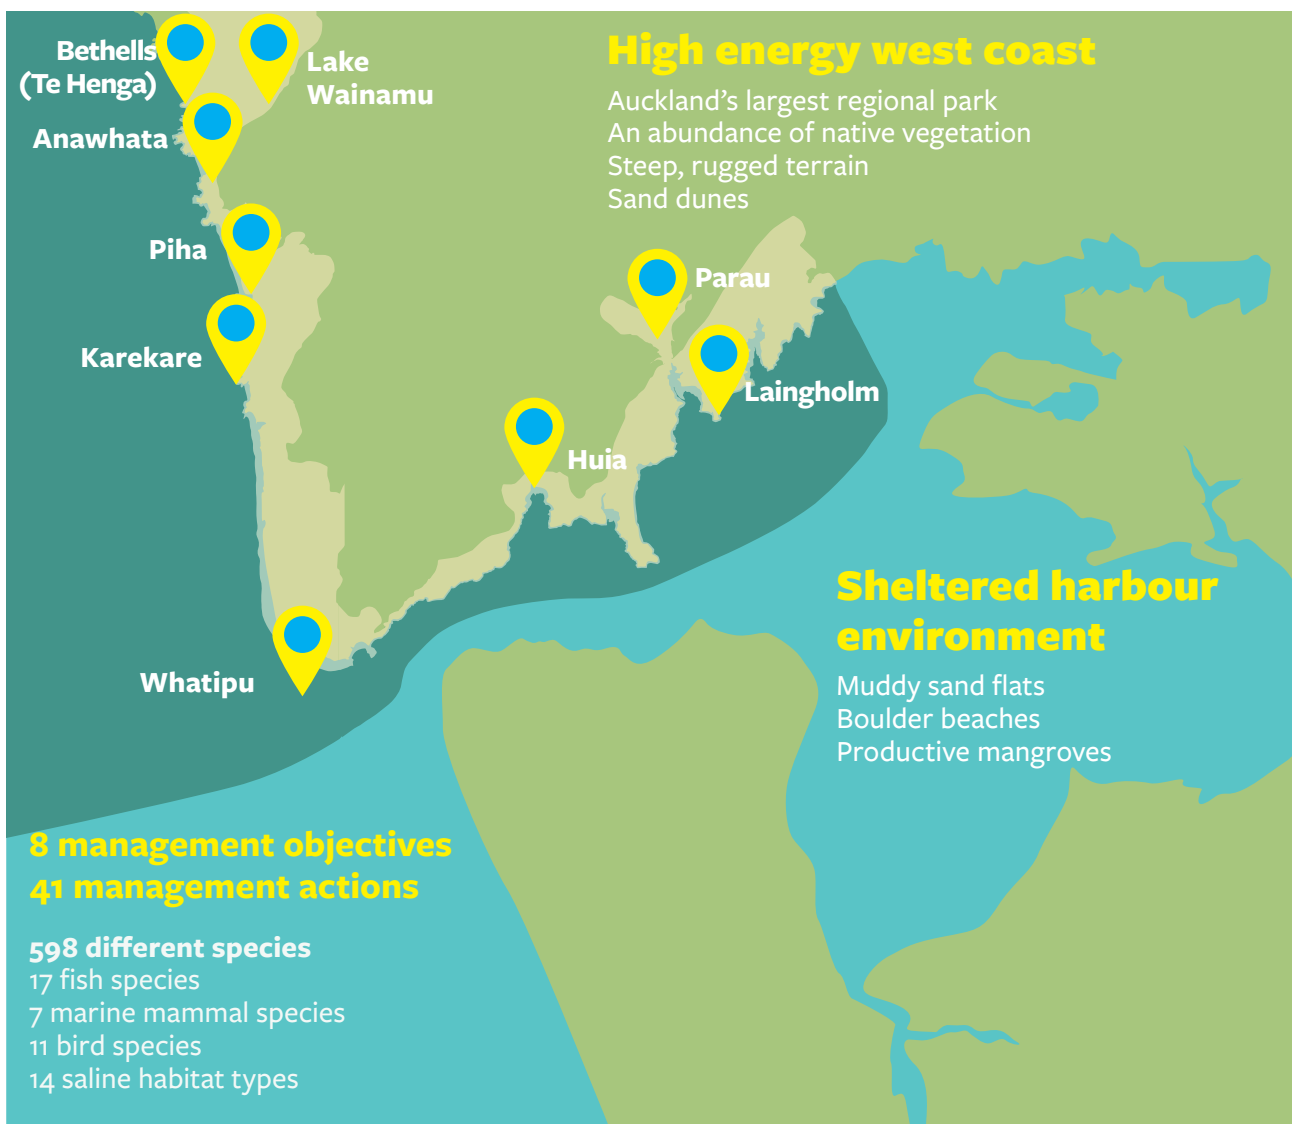 Bethells
(Te Henga)
Lake
Wainamu
Anawhata
Piha
Karekare
Whatipu
Huia
Parau
Laingholm
High energy west coast
Auckland’s largest regional park
An abundance of native vegetation
Steep, rugged terrain
Sand dunes
Sheltered harbour
environment
Muddy sand flats
Boulder beaches
Productive mangroves
8 management objectives
41 management actions
598 different species
17 fish species
7 marine mammal species
11 bird species
14 saline habitat types